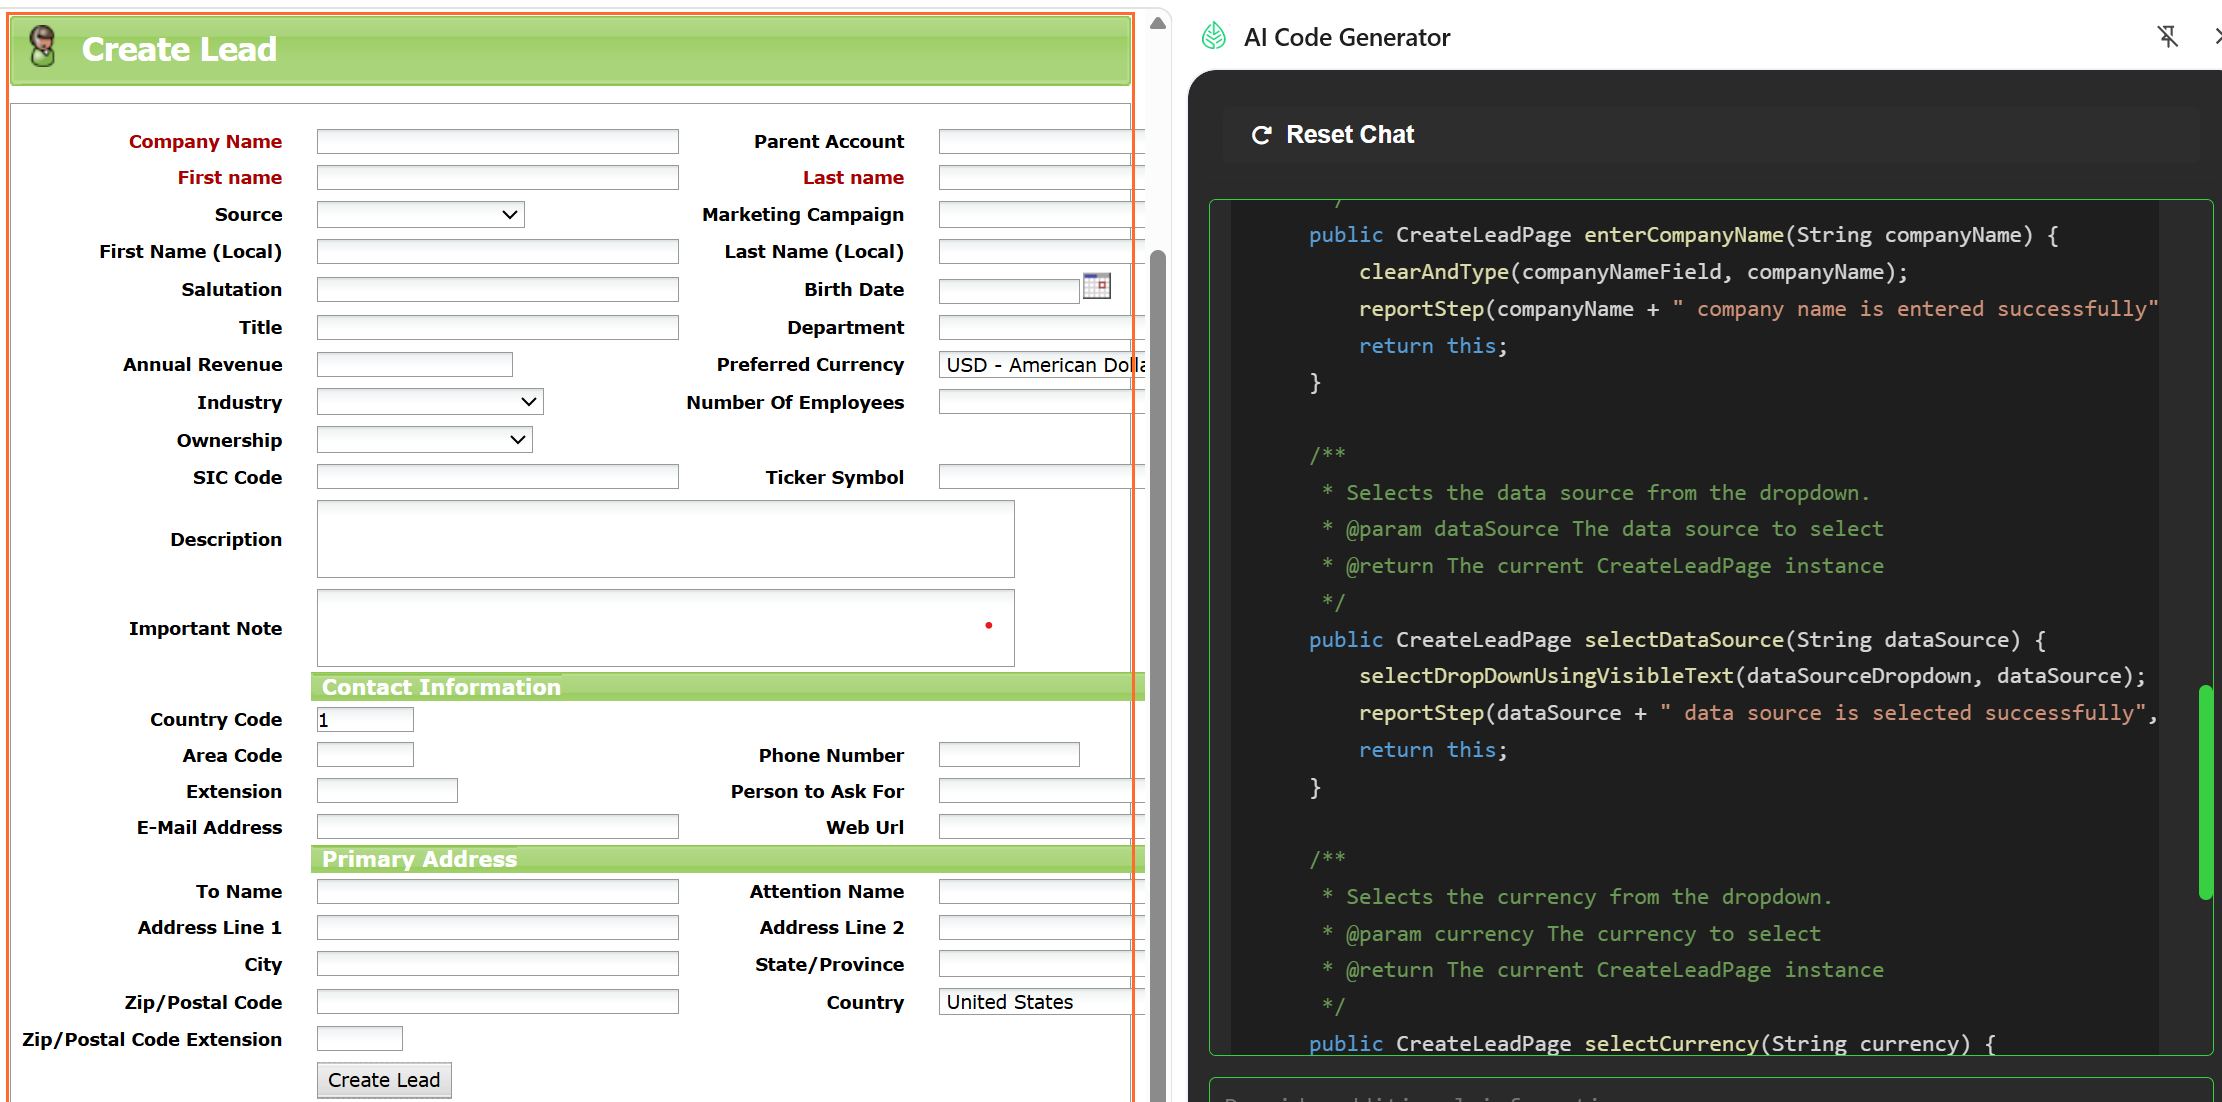 Create Lead
Company Name
Parent Account
First name
Last name
Source
Marketing Campaign
First Name (Local)
Last Name (Local)
Salutation
Birth Date
Title
Department
Annual Revenue
Preferred Currency
USD - American Dolla
Industry
Number Of Employees
Ownership
SIC Code
Ticker Symbol
Description
Important Note
Contact Information
Country Code
1
Area Code
Phone Number
Extension
Person to Ask For
E-Mail Address
Web Url
Primary Address
To Name
Attention Name
Address Line 1
Address Line 2
City
State/Province
Zip/Postal Code
Country
United States
Zip/Postal Code Extension
Create Lead
AI Code Generator
Reset Chat
public CreateLeadPage enterCompanyName(String companyName) {
clearAndType(companyNameField, companyName);
reportStep(companyName + " company name is entered successfully"
return this;
}
/**
* Selects the data source from the dropdown.
* @param dataSource The data source to select
* @return The current CreateLeadPage instance
*/
public CreateLeadPage selectDataSource(String dataSource) {
selectDropDownUsingVisibleText(dataSourceDropdown, dataSource);
reportStep(dataSource + " data source is selected successfully",
return this;
}
/**
* Selects the currency from the dropdown.
* @param currency The currency to select
* @return The current CreateLeadPage instance
*/
public CreateLeadPage selectCurrency(String currency) {